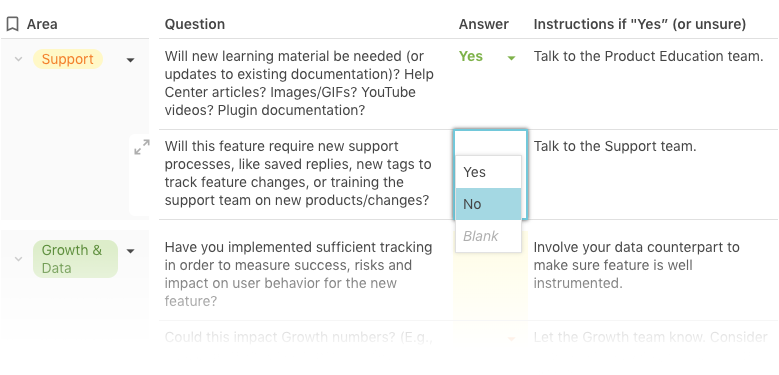 Area
Question
Answer
Instructions if "Yes” (or unsure)
Support
Will new learning material be needed (or
updates to existing documentation)? Help
Center articles? Images/GIFs? YouTube
videos? Plugin documentation?
Yes
Talk to the Product Education team.
Will this feature require new support
processes, like saved replies, new tags to
track feature changes, or training the
support team on new products/changes?
Yes
No
Blank
Talk to the Support team.
Growth &
Data
Have you implemented sufficient tracking
in order to measure success, risks and
impact on user behavior for the new
feature?
Involve your data counterpart to
make sure feature is well
instrumented.
Could this impact Growth numbers? (E.g.,
Let the Growth team know. Consider